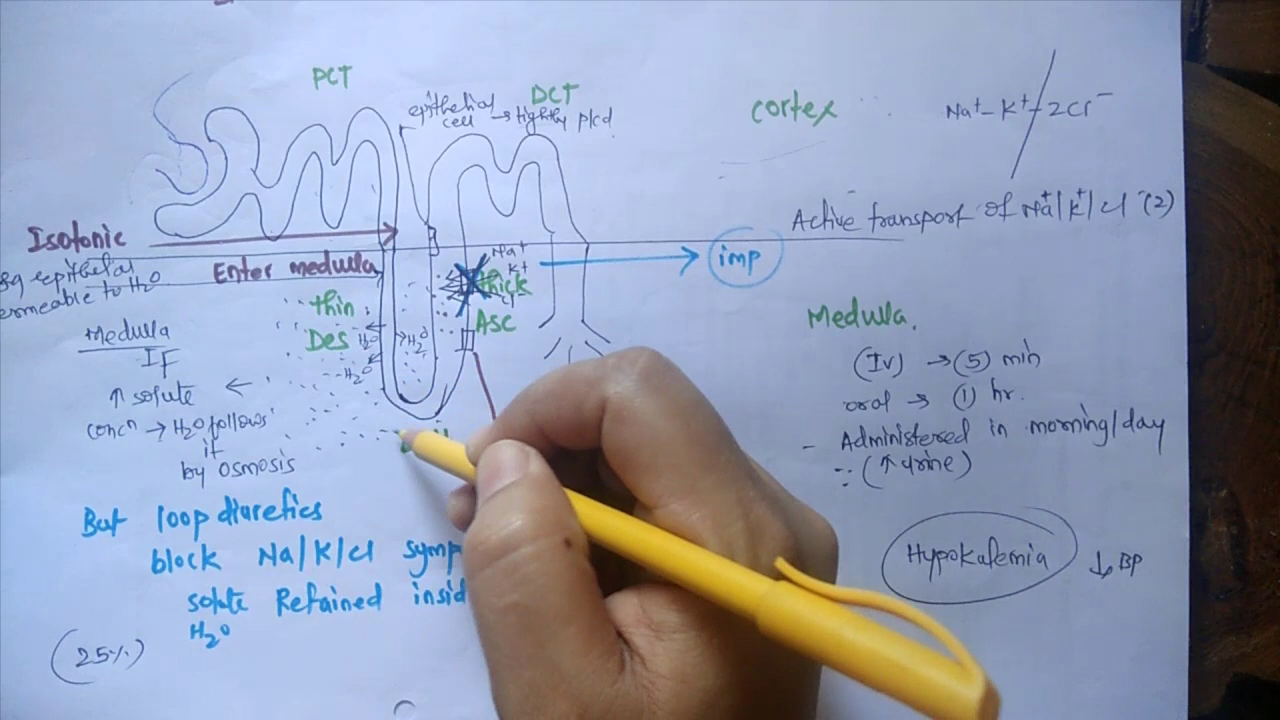 PCT
epithelial
cell → tightly pkd
DCT
cortex
Na⁺-K⁺-2Cl⁻
Active transport of Na⁺/K⁺/Cl⁻(2)
Isotonic
sq epithelial
permeable to H₂O
Enter medulla
Na⁺
K⁺
Cl⁻
imp
thin
Des
thick
Asc
H₂O
H₂O
H₂O
Medulla
IF
↑ solute ←
concⁿ → H₂O follows
it
by osmosis
Medulla.
(Iv) → (5) min
oral → (1) hr.
- Administered in morning/day
∵ (↑ urine)
But loop diuretics
block Na/K/Cl symp
solute Retained insid
H₂O
(25%)
Hypokalemia ↓ BP